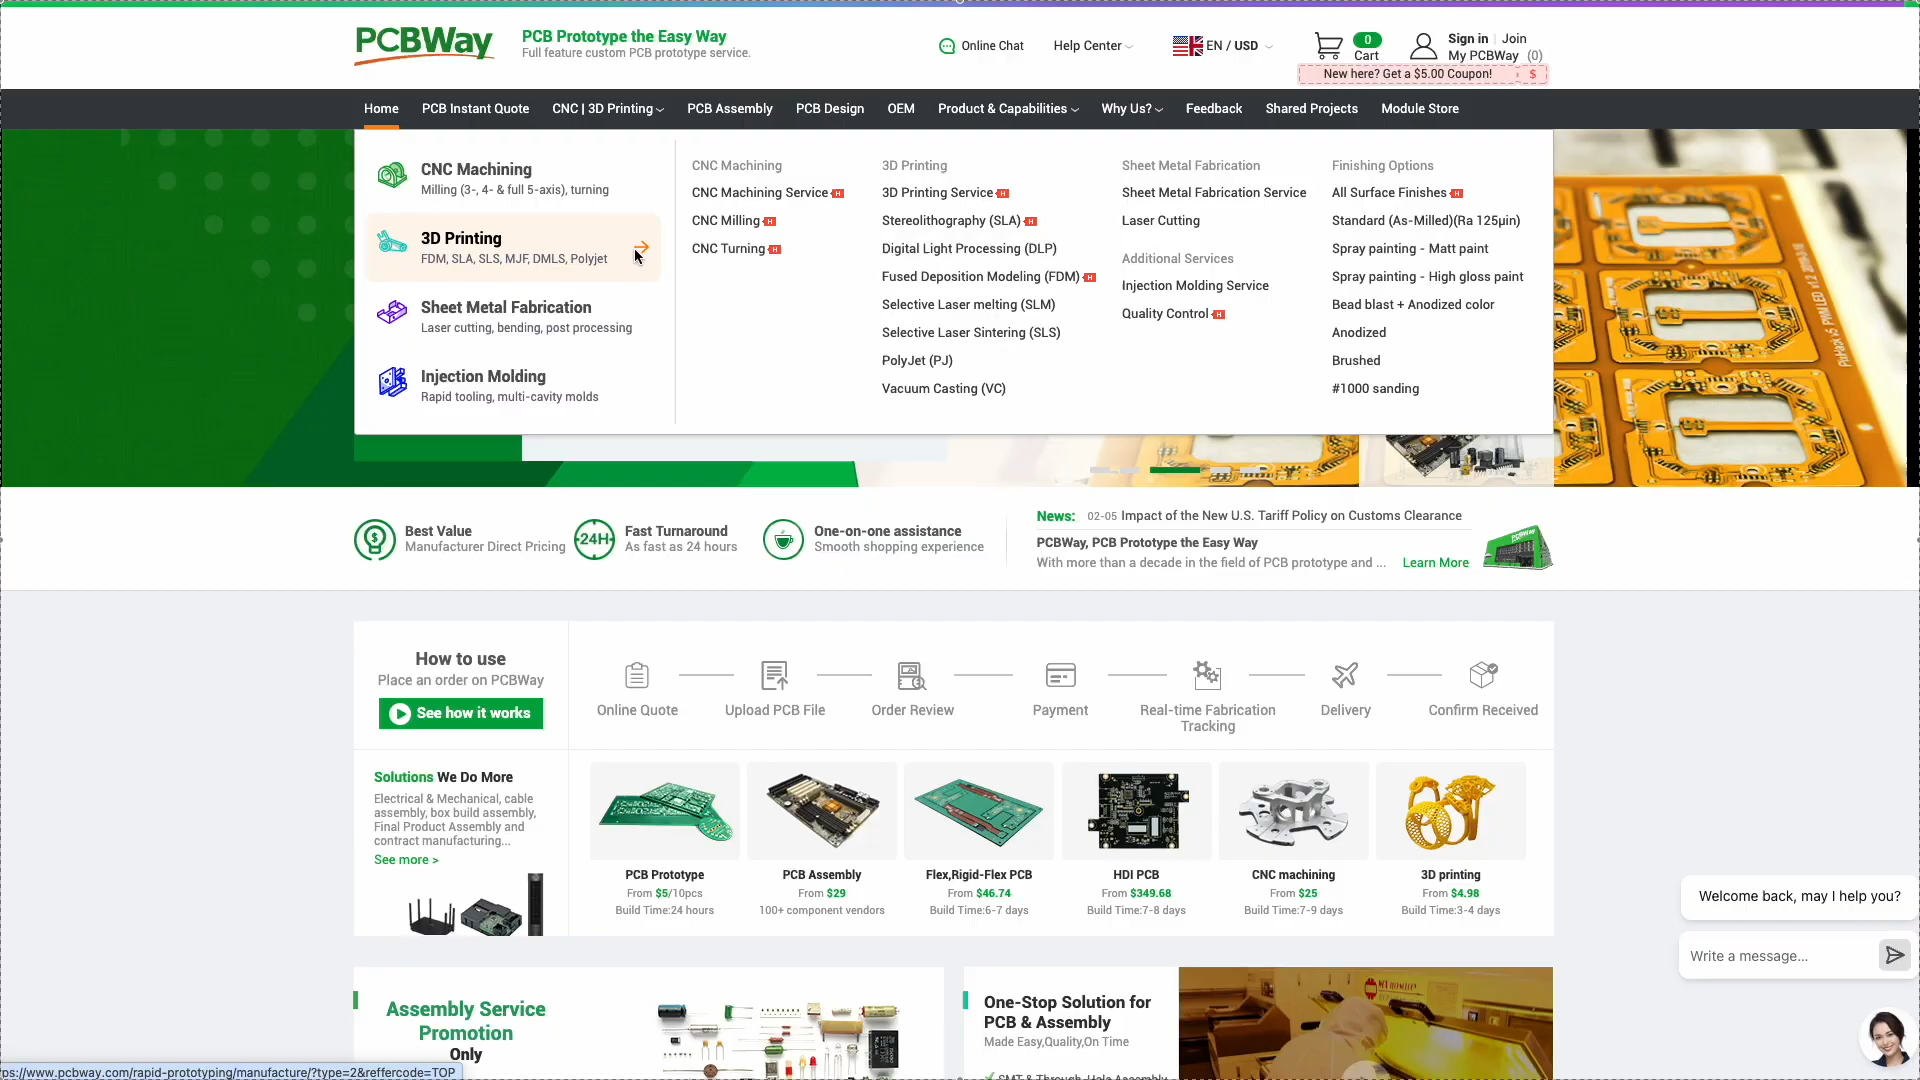 PCBWay
PCB Prototype the Easy Way
Full feature custom PCB prototype service.
Online Chat
Help Center
EN / USD
0
Cart
Sign in | Join
My PCBWay (0)
New here? Get a $5.00 Coupon! $
Home
PCB Instant Quote
CNC | 3D Printing
PCB Assembly
PCB Design
OEM
Product & Capabilities
Why Us?
Feedback
Shared Projects
Module Store
CNC Machining
Milling (3-, 4- & full 5-axis), turning
3D Printing
FDM, SLA, SLS, MJF, DMLS, Polyjet
Sheet Metal Fabrication
Laser cutting, bending, post processing
Injection Molding
Rapid tooling, multi-cavity molds
CNC Machining
CNC Machining Service H
CNC Milling H
CNC Turning H
3D Printing
3D Printing Service H
Stereolithography (SLA) H
Digital Light Processing (DLP)
Fused Deposition Modeling (FDM) H
Selective Laser melting (SLM)
Selective Laser Sintering (SLS)
PolyJet (PJ)
Vacuum Casting (VC)
Sheet Metal Fabrication
Sheet Metal Fabrication Service
Laser Cutting
Additional Services
Injection Molding Service
Quality Control H
Finishing Options
All Surface Finishes H
Standard (As-Milled)(Ra 125μin)
Spray painting - Matt paint
Spray painting - High gloss paint
Bead blast + Anodized color
Anodized
Brushed
#1000 sanding
Best Value
Manufacturer Direct Pricing
24H
Fast Turnaround
As fast as 24 hours
One-on-one assistance
Smooth shopping experience
News: 02-05 Impact of the New U.S. Tariff Policy on Customs Clearance
PCBWay, PCB Prototype the Easy Way
With more than a decade in the field of PCB prototype and ... Learn More
PCBWay
How to use
Place an order on PCBWay
See how it works
Online Quote
Upload PCB File
Order Review
Payment
Real-time Fabrication
Tracking
Delivery
Confirm Received
Solutions We Do More
Electrical & Mechanical, cable
assembly, box build assembly,
Final Product Assembly and
contract manufacturing...
See more >
PCB Prototype
From $5/10pcs
Build Time:24 hours
PCB Assembly
From $29
100+ component vendors
Flex,Rigid-Flex PCB
From $46.74
Build Time:6-7 days
HDI PCB
From $349.68
Build Time:7-8 days
CNC machining
From $25
Build Time:7-9 days
3D printing
From $4.98
Build Time:3-4 days
Welcome back, may I help you?
Write a message...
Assembly Service
Promotion
Only
One-Stop Solution for
PCB & Assembly
Made Easy,Quality,On Time
SMT & Through-Hole Assembly
ps://www.pcbway.com/rapid-prototyping/manufacture/?type=2&reffercode=TOP